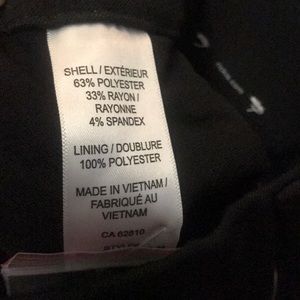 SHELL / EXTÉRIEUR
63% POLYESTER
33% RAYON /
RAYONNE
4% SPANDEX
LINING / DOUBLURE
100% POLYESTER
MADE IN VIETNAM /
FABRIQUÉ AU
VIETNAM
CA 62810